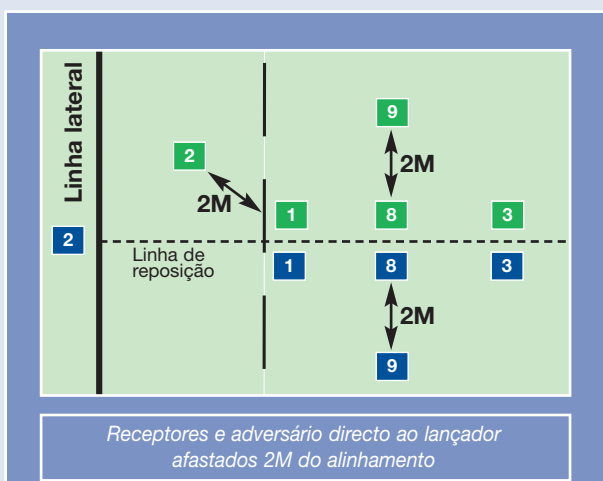 Linha lateral
9
2
2M
2M
1
8
3
2
Linha de
reposição
1
8
3
2M
9
Receptores e adversário directo ao lançador
afastados 2M do alinhamento